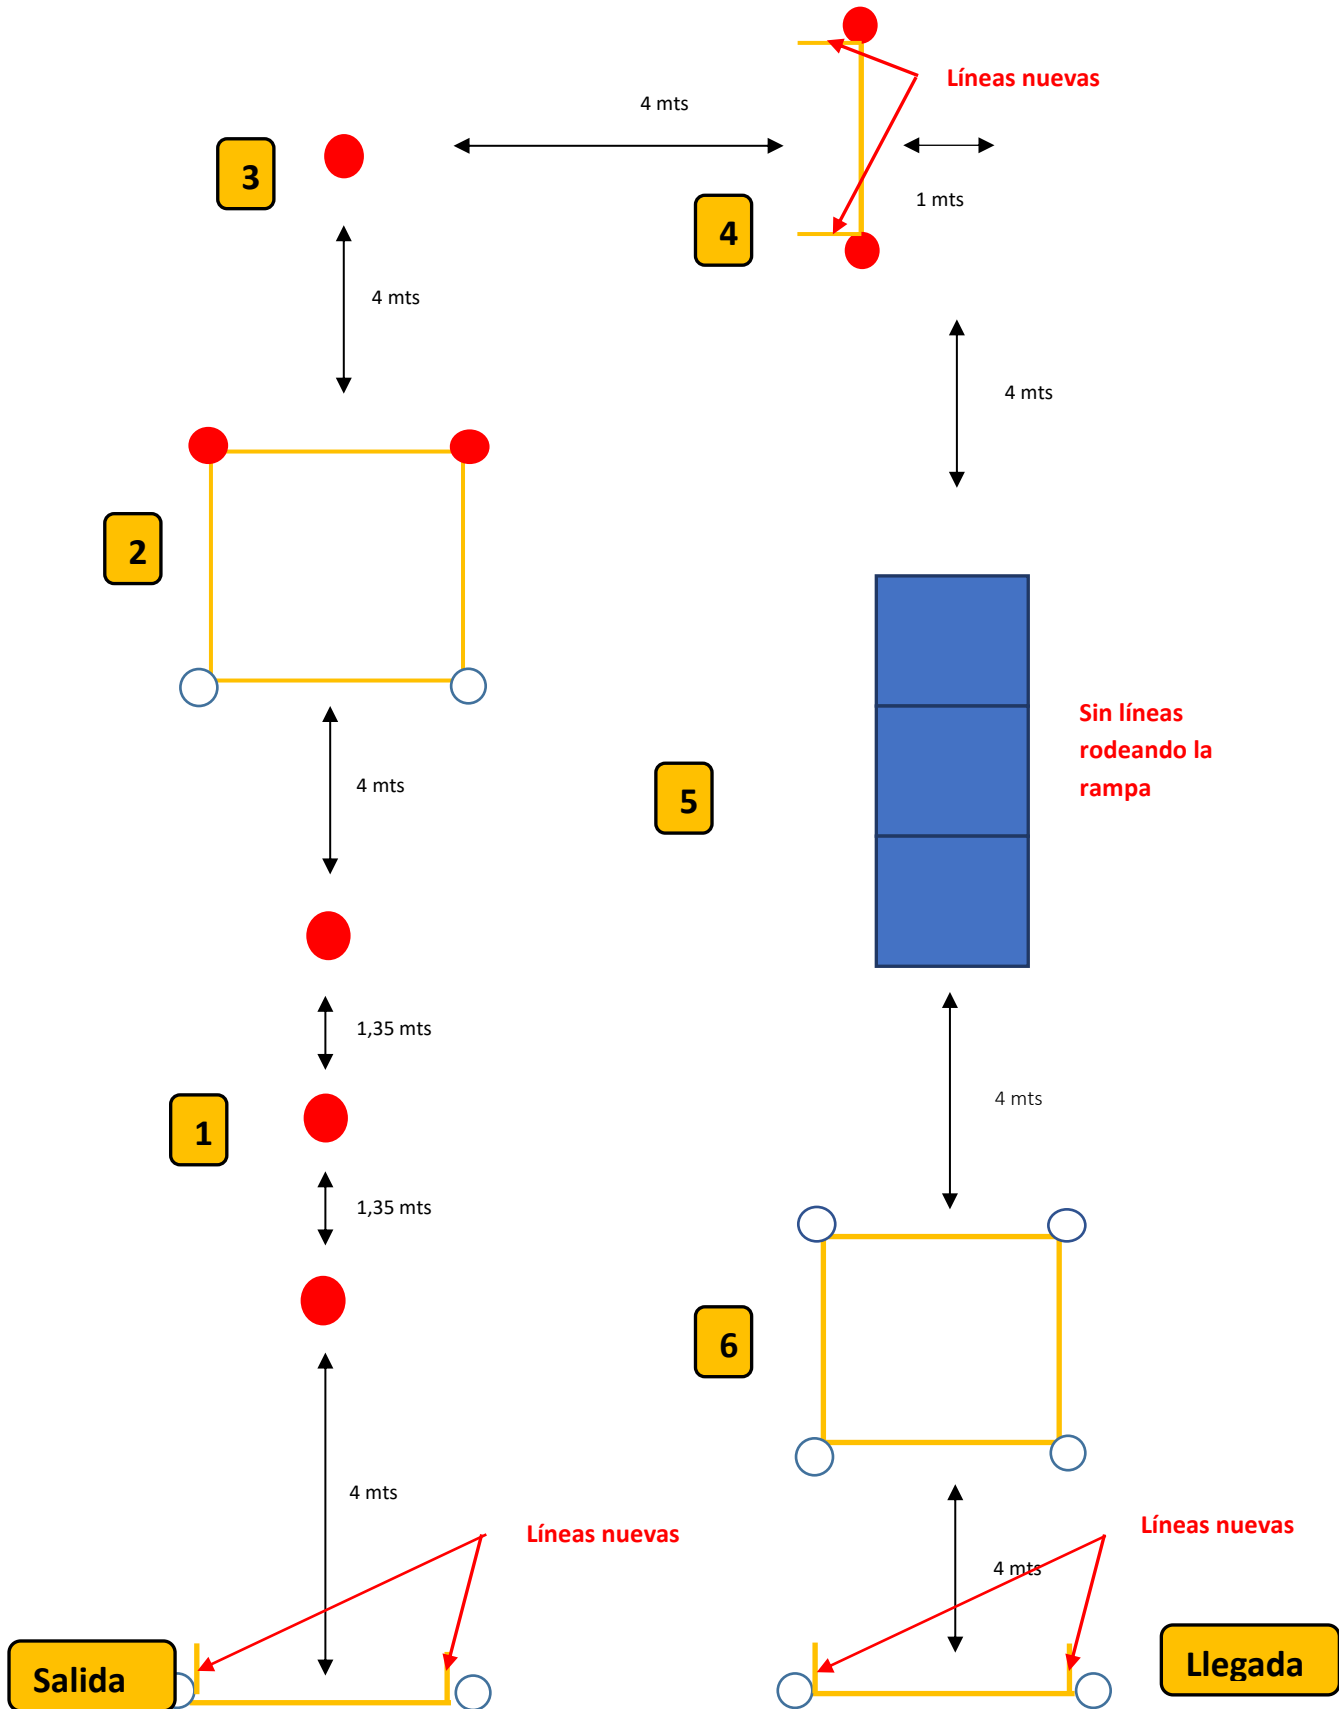 Líneas nuevas
4 mts
3
1 mts
4
4 mts
4 mts
2
Sin líneas
rodeando la
rampa
4 mts
5
1,35 mts
4 mts
1
1,35 mts
6
4 mts
Líneas nuevas
Líneas nuevas
4 mts
Salida
Llegada